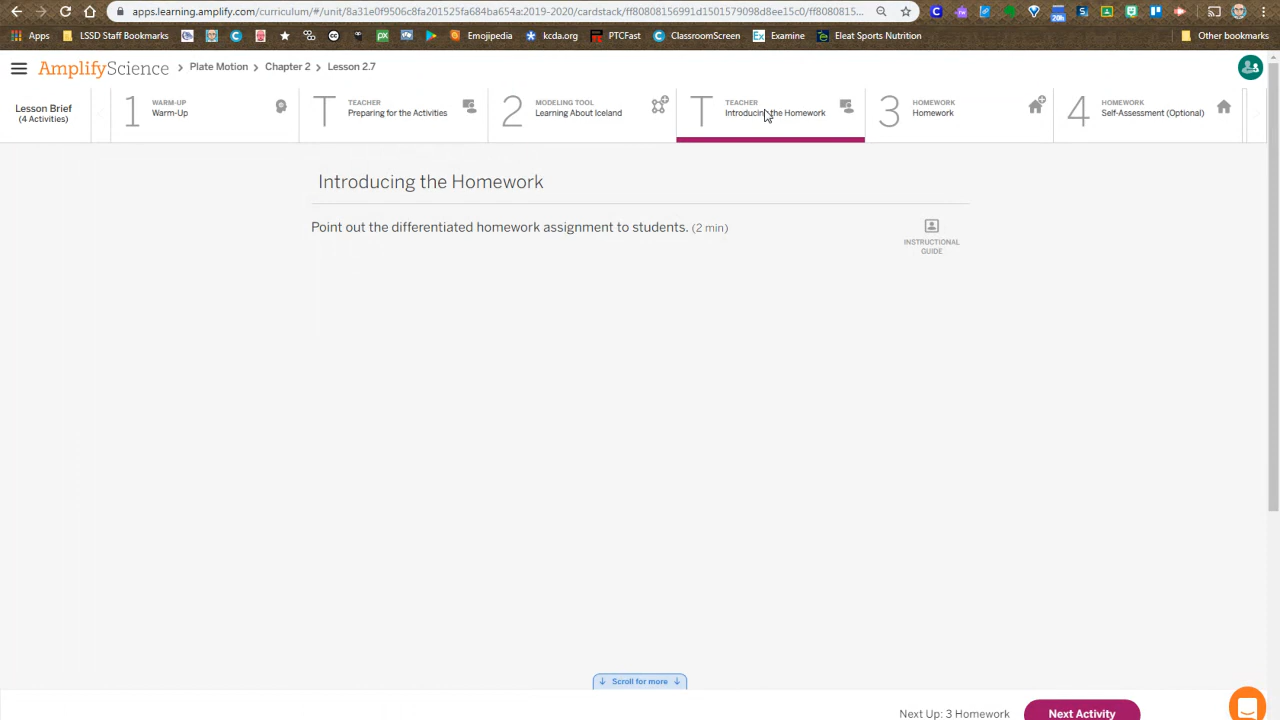 apps.learning.amplify.com/curriculum/#/unit/8a31e0f9506c8fa201525fa684ba654a:2019-2020/cardstack/ff80808156991d1501579098d8ee15c0/ff8080815...
20h
Apps
LSSD Staff Bookmarks
Emojipedia
kcda.org
PTCFast
ClassroomScreen
Ex Examine
Eleat Sports Nutrition
Other bookmarks
AmplifyScience > Plate Motion > Chapter 2 > Lesson 2.7
Lesson Brief
(4 Activities)
1
WARM-UP
Warm-Up
T
TEACHER
Preparing for the Activities
2
MODELING TOOL
Learning About Iceland
T
TEACHER
Introducing the Homework
3
HOMEWORK
Homework
4
HOMEWORK
Self-Assessment (Optional)
Introducing the Homework
Point out the differentiated homework assignment to students. (2 min)
INSTRUCTIONAL
GUIDE
Scroll for more
Next Up: 3 Homework
Next Activity